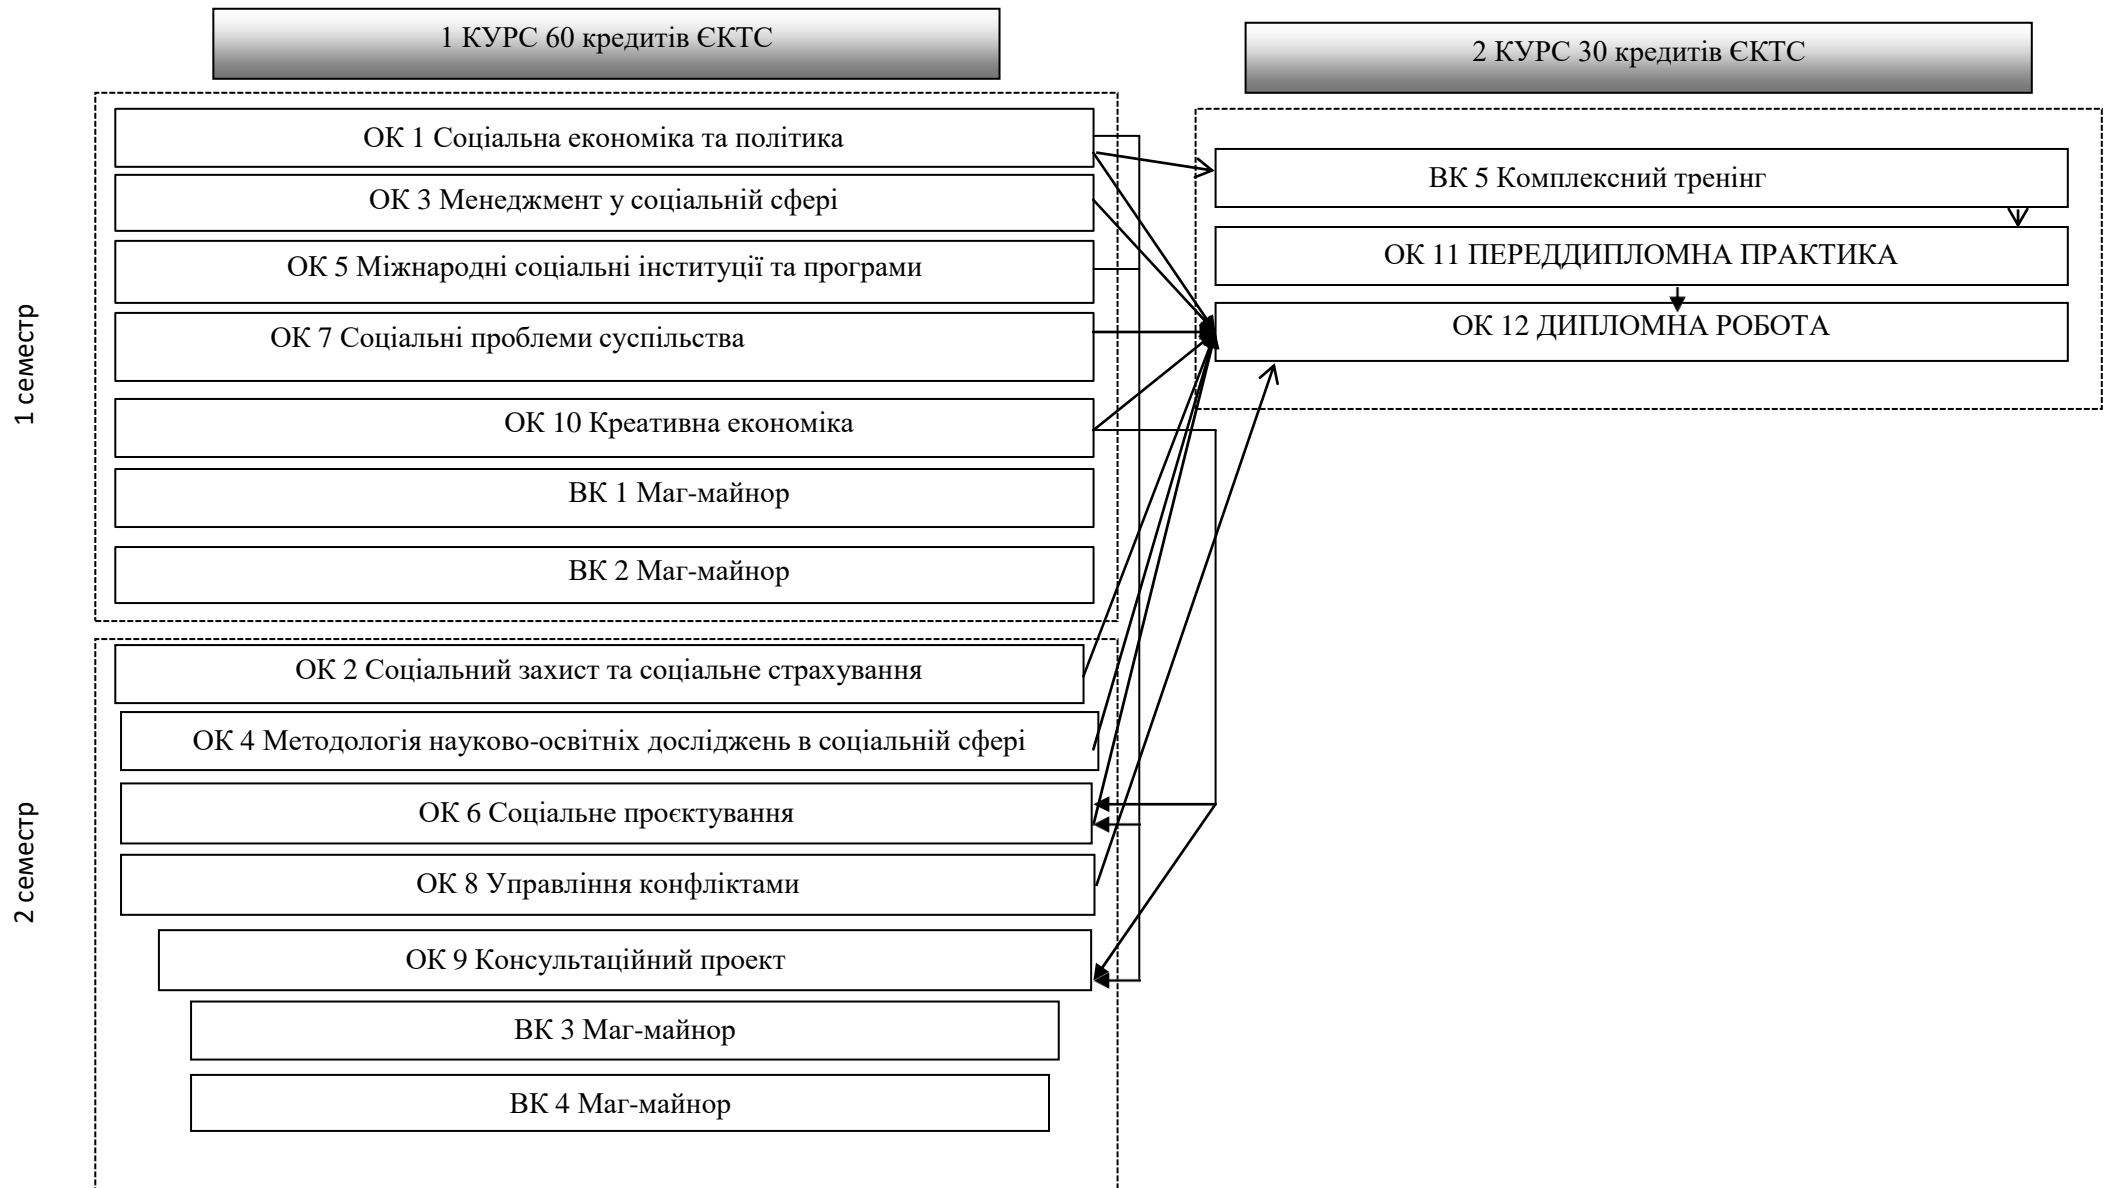 1 КУРС 60 кредитів ЄКТС
2 КУРС 30 кредитів ЄКТС
1 семестр
ОК 1 Соціальна економіка та політика
ОК 3 Менеджмент у соціальній сфері
ОК 5 Міжнародні соціальні інституції та програми
ОК 7 Соціальні проблеми суспільства
ОК 10 Креативна економіка
ВК 1 Маг-майнор
ВК 2 Маг-майнор
2 семестр
ОК 2 Соціальний захист та соціальне страхування
ОК 4 Методологія науково-освітніх досліджень в соціальній сфері
ОК 6 Соціальне проєктування
ОК 8 Управління конфліктами
ОК 9 Консультаційний проект
ВК 3 Маг-майнор
ВК 4 Маг-майнор
ВК 5 Комплексний тренінг
ОК 11 ПЕРЕДДИПЛОМНА ПРАКТИКА
ОК 12 ДИПЛОМНА РОБОТА